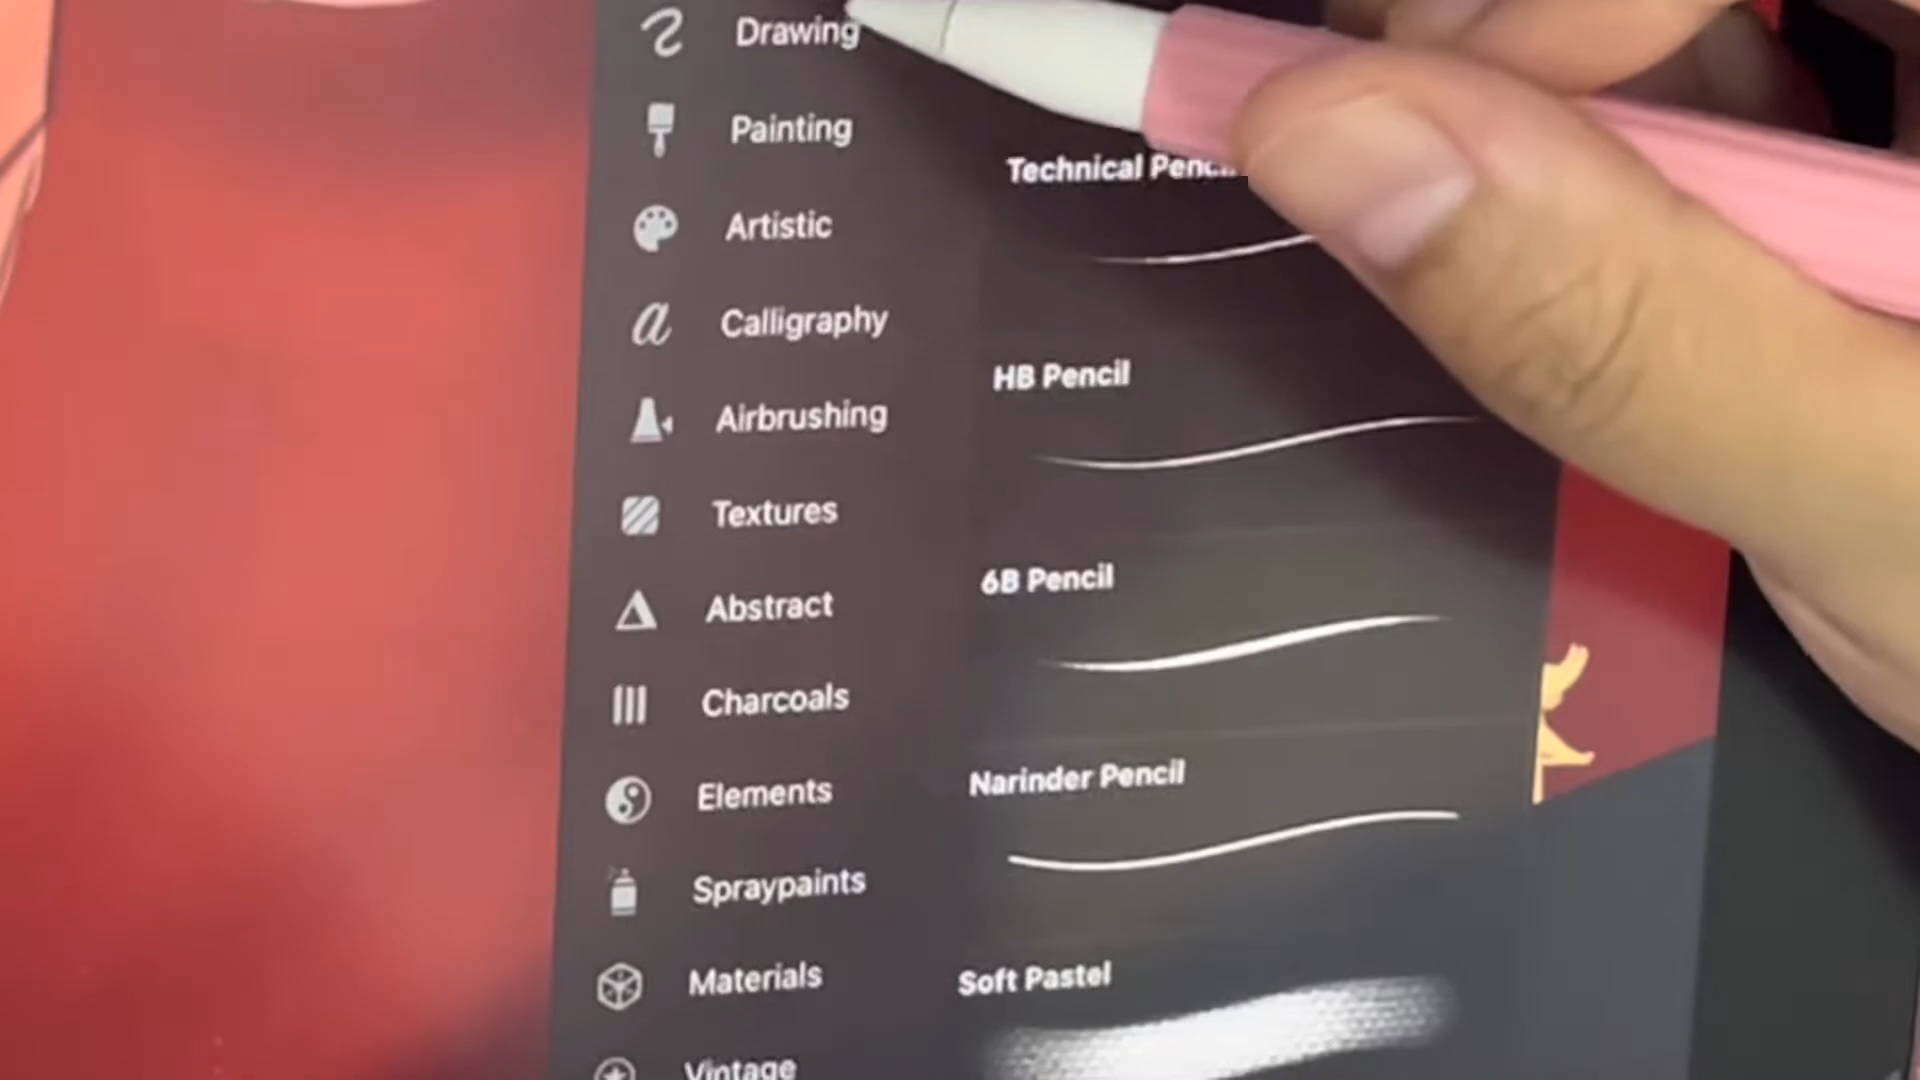 Drawing
Painting
Artistic
Calligraphy
Airbrushing
Textures
Abstract
Charcoals
Elements
Spraypaints
Materials
Vintage
Technical
HB Pencil
6B Pencil
Narinder Pencil
Soft Pastel